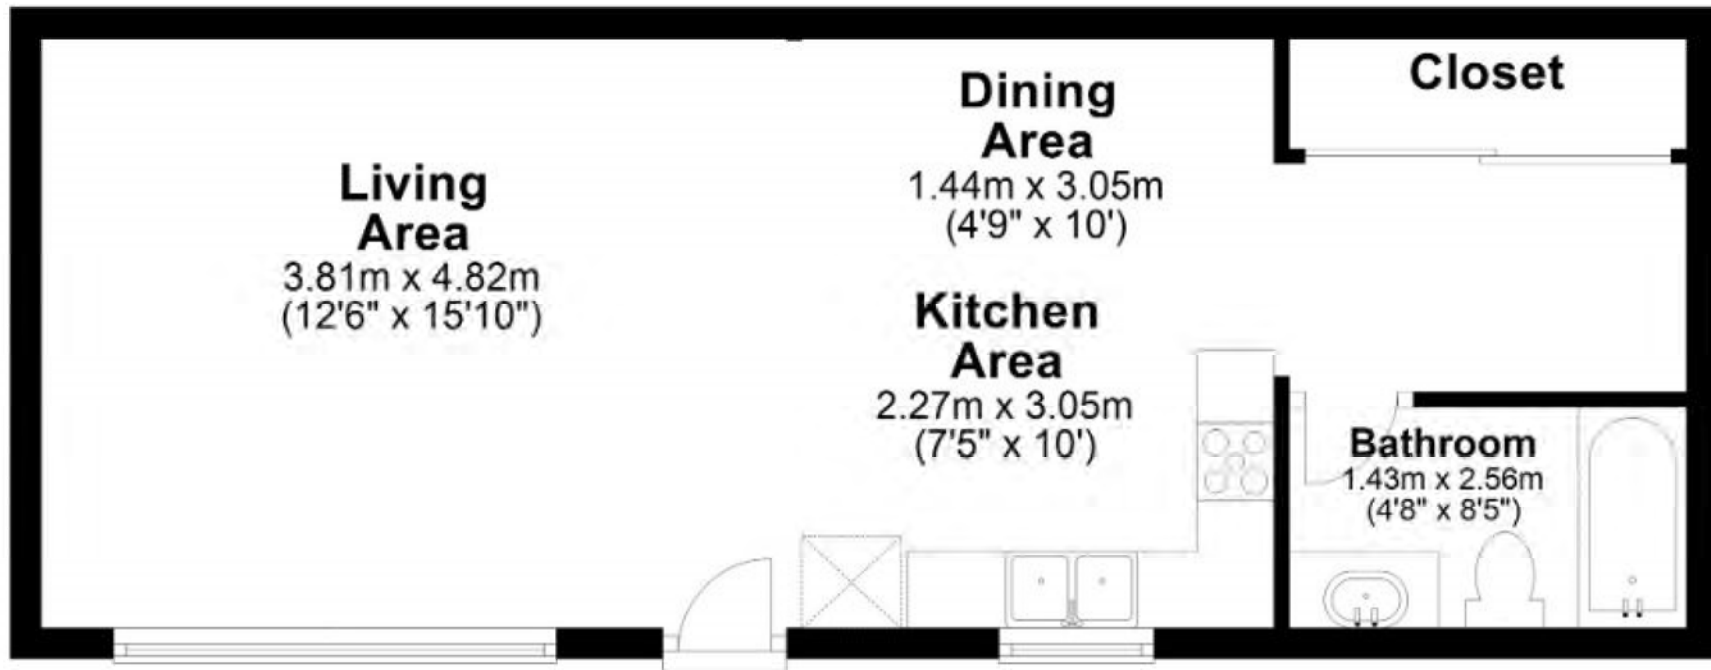 Living
Area
3.81m x 4.82m
(12'6" x 15'10")
Dining
Area
1.44m x 3.05m
(4'9" x 10')
Kitchen
Area
2.27m x 3.05m
(7'5" x 10')
Closet
Bathroom
1.43m x 2.56m
(4'8" x 8'5")